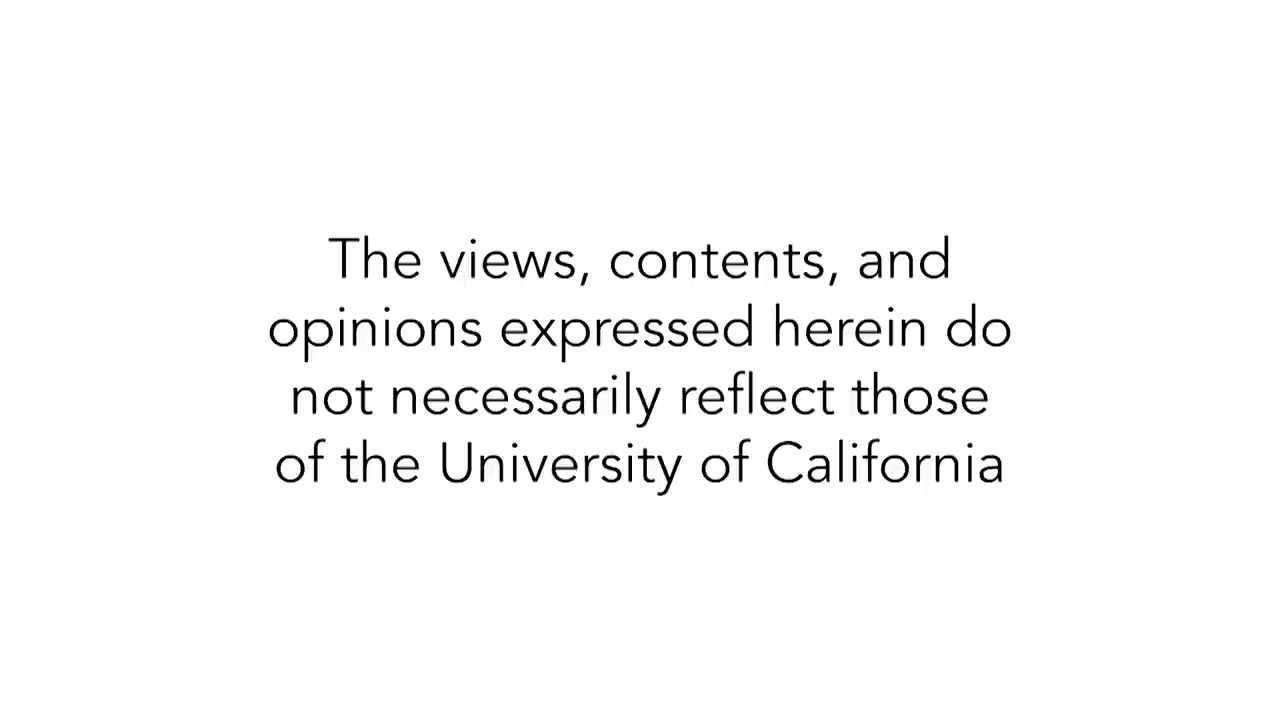 The views, contents, and
opinions expressed herein do
not necessarily reflect those
of the University of California